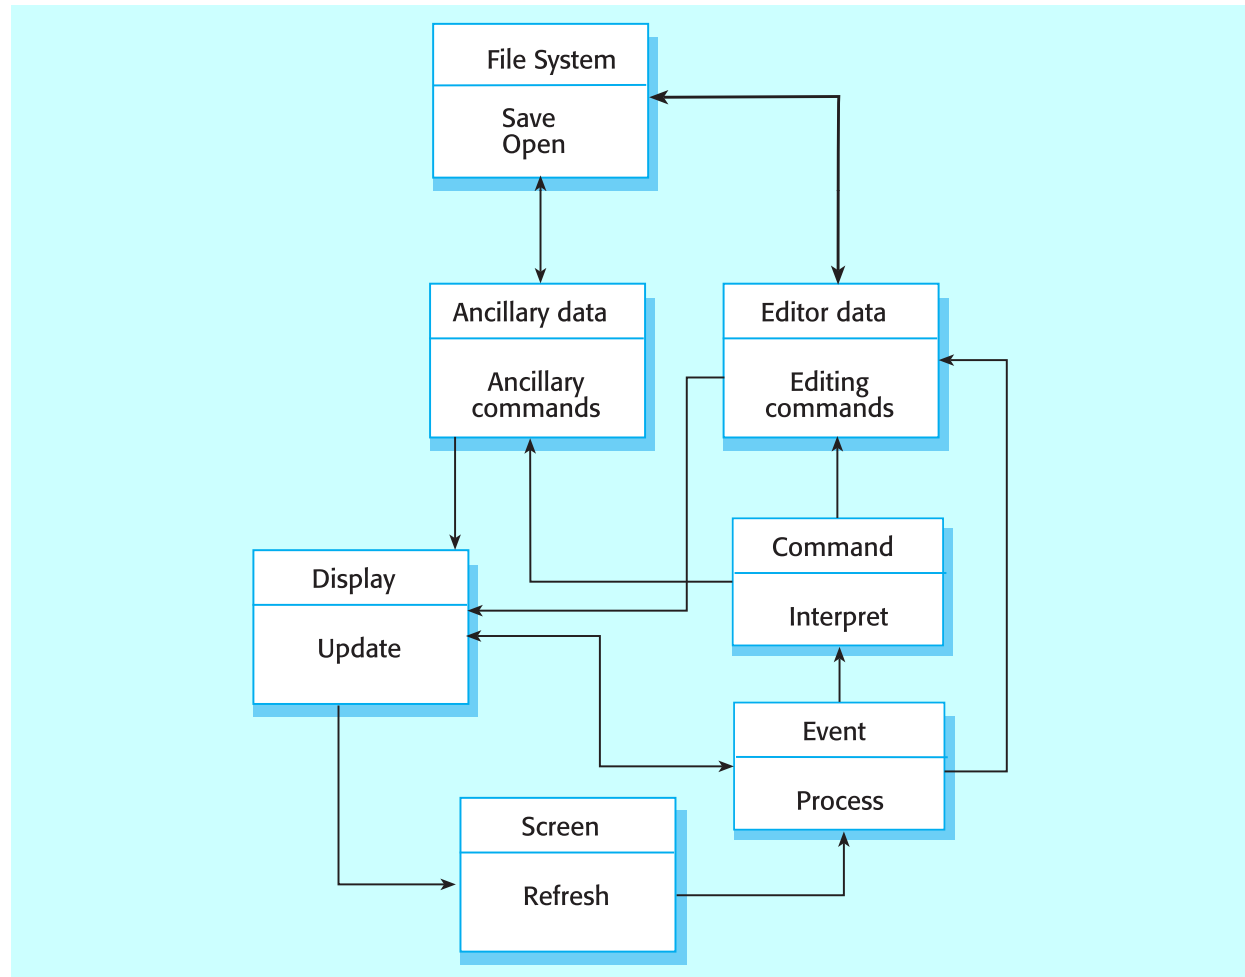 File System
Save
Open
Ancillary data
Ancillary
commands
Editor data
Editing
commands
Command
Interpret
Display
Update
Event
Process
Screen
Refresh